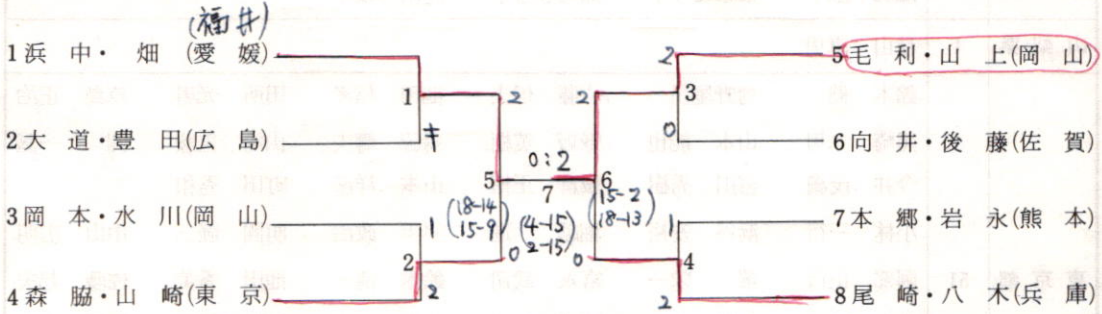 (福井)
1浜 中・畑 (愛 媛)
2大 道・豊 田(広 島)
3岡 本・水 川(岡 山)
4森 脇・山 崎(東 京)
5毛 利・山 上(岡 山)
6向 井・後 藤(佐 賀)
7本 郷・岩 永(熊 本)
8尾 崎・八 木(兵 庫)
1
キ
1
2
2
2
5
0
(18-14
15-9)
0:2
7
(4-15
2-15)
2
6
0
(15-2
18-13)
2
3
0
1
4
2